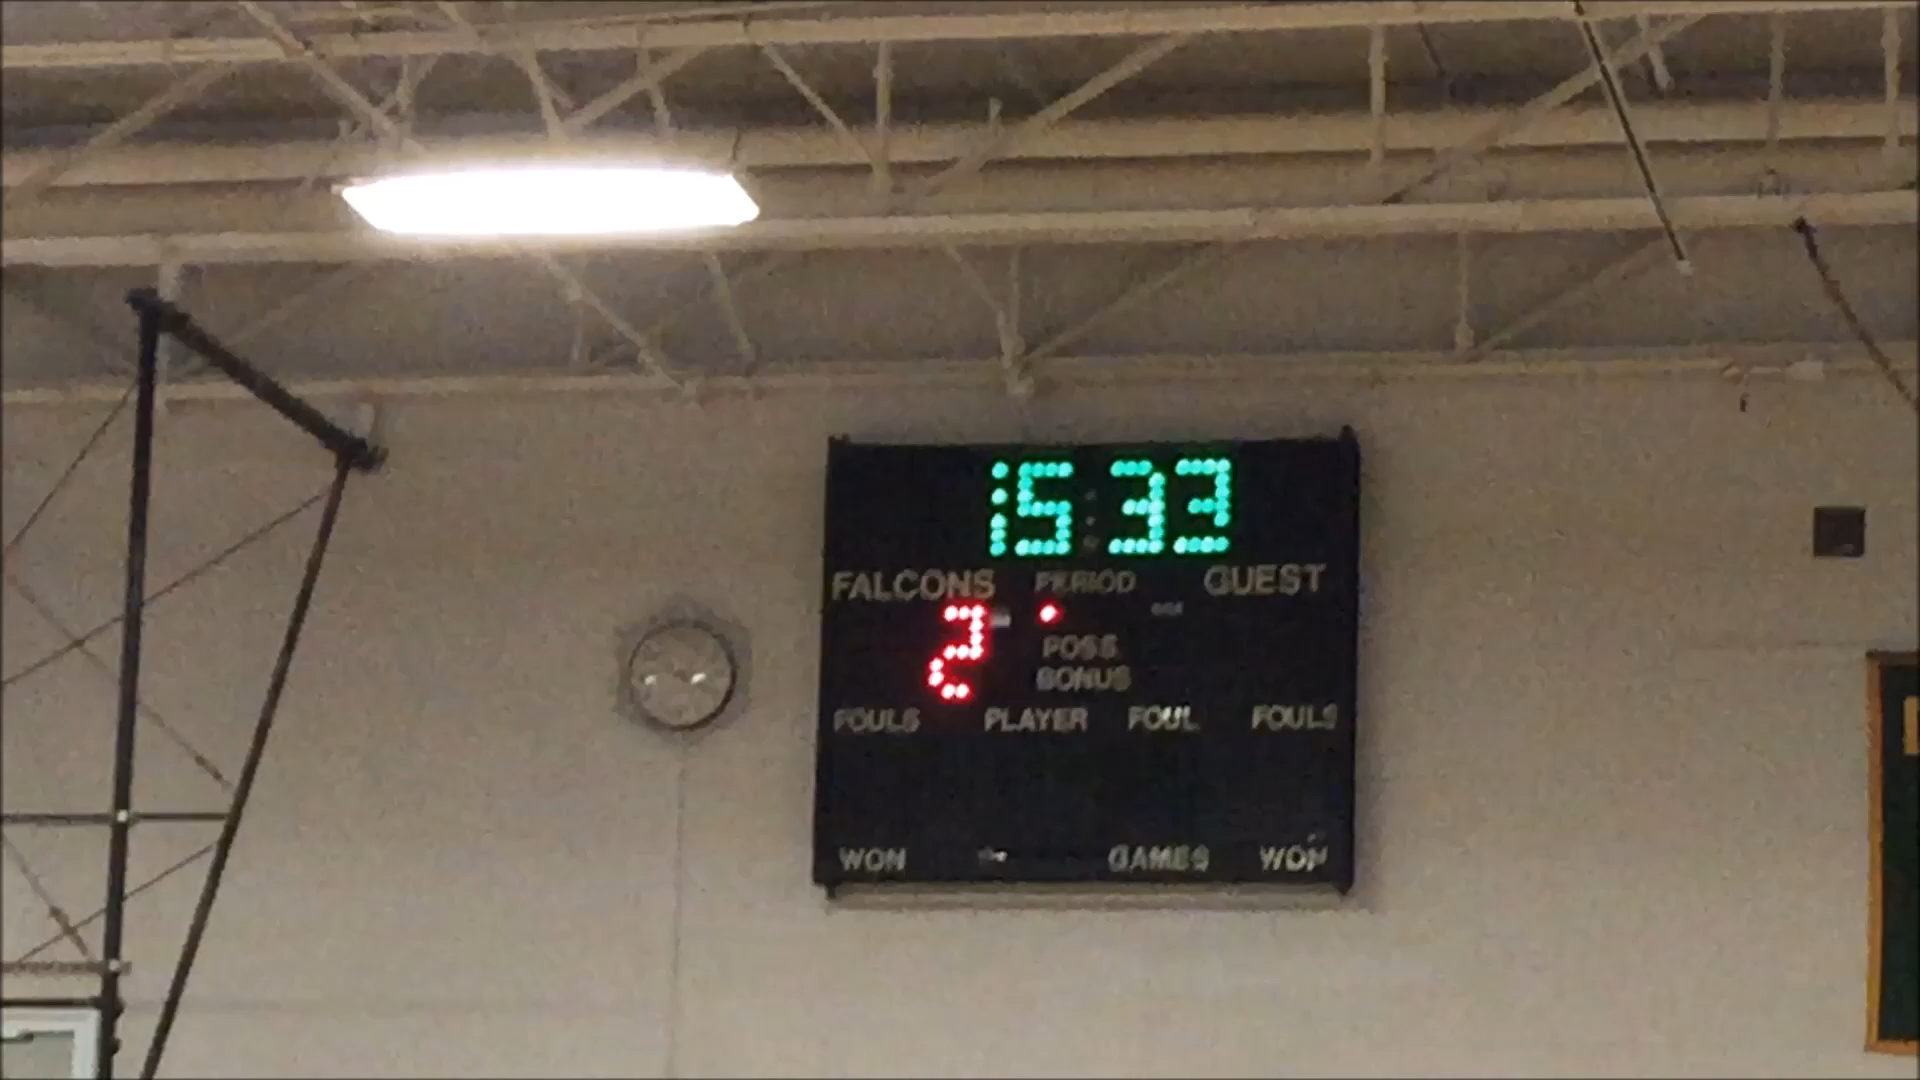 15:33
FALCONS PERIOD GUEST
2
POSS
BONUS
FOULS PLAYER FOUL FOULS
WON GAMES WON